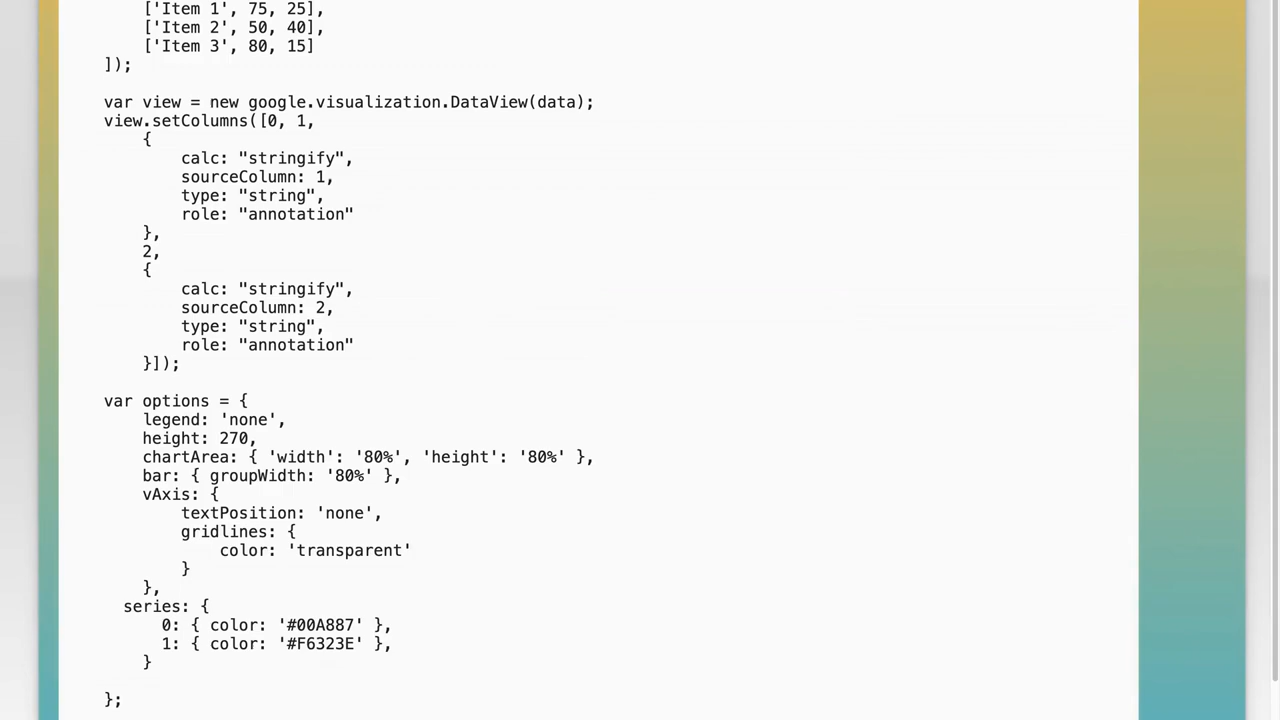 ['Item 1', 75, 25],
['Item 2', 50, 40],
['Item 3', 80, 15]
]);
var view = new google.visualization.DataView(data);
view.setColumns([0, 1,
{
calc: "stringify",
sourceColumn: 1,
type: "string",
role: "annotation"
},
2,
{
calc: "stringify",
sourceColumn: 2,
type: "string",
role: "annotation"
}]);
var options = {
legend: 'none',
height: 270,
chartArea: { 'width': '80%', 'height': '80%' },
bar: { groupWidth: '80%' },
vAxis: {
textPosition: 'none',
gridlines: {
color: 'transparent'
}
},
series: {
0: { color: '#00A887' },
1: { color: '#F6323E' },
}
};